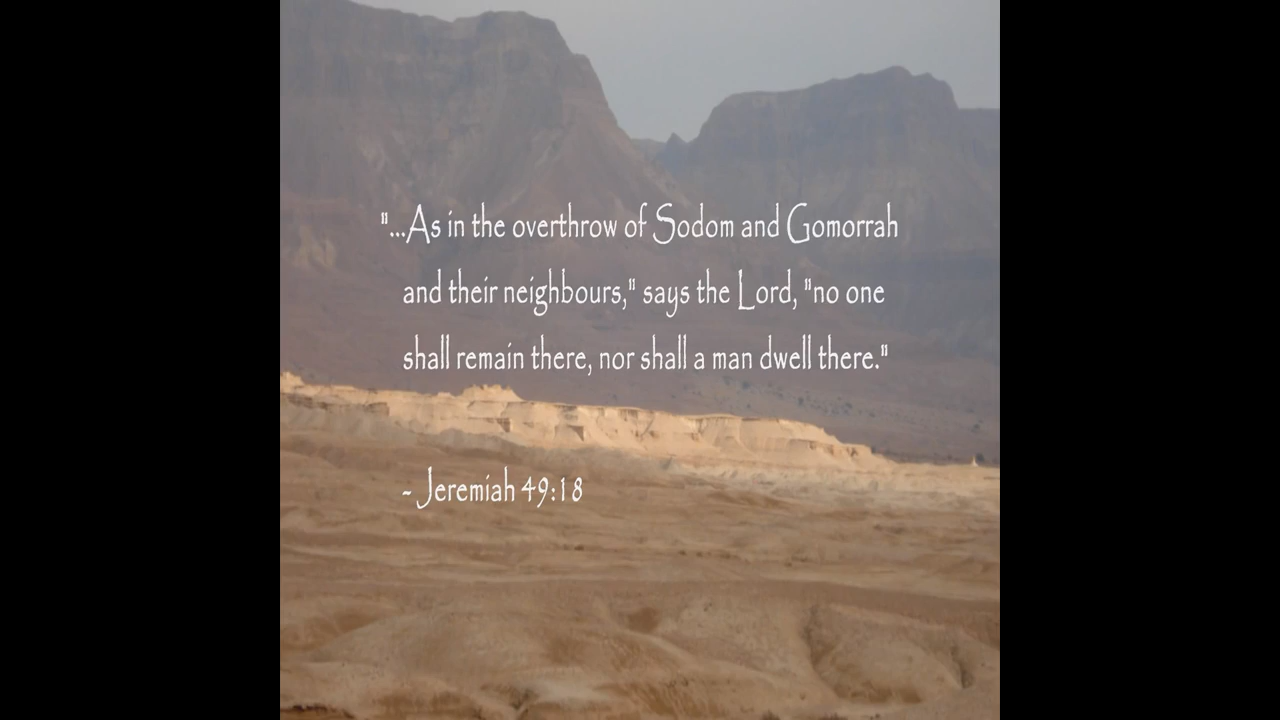 "...As in the overthrow of Sodom and Gomorrah
and their neighbours," says the Lord, "no one
shall remain there, nor shall a man dwell there."
- Jeremiah 49:18